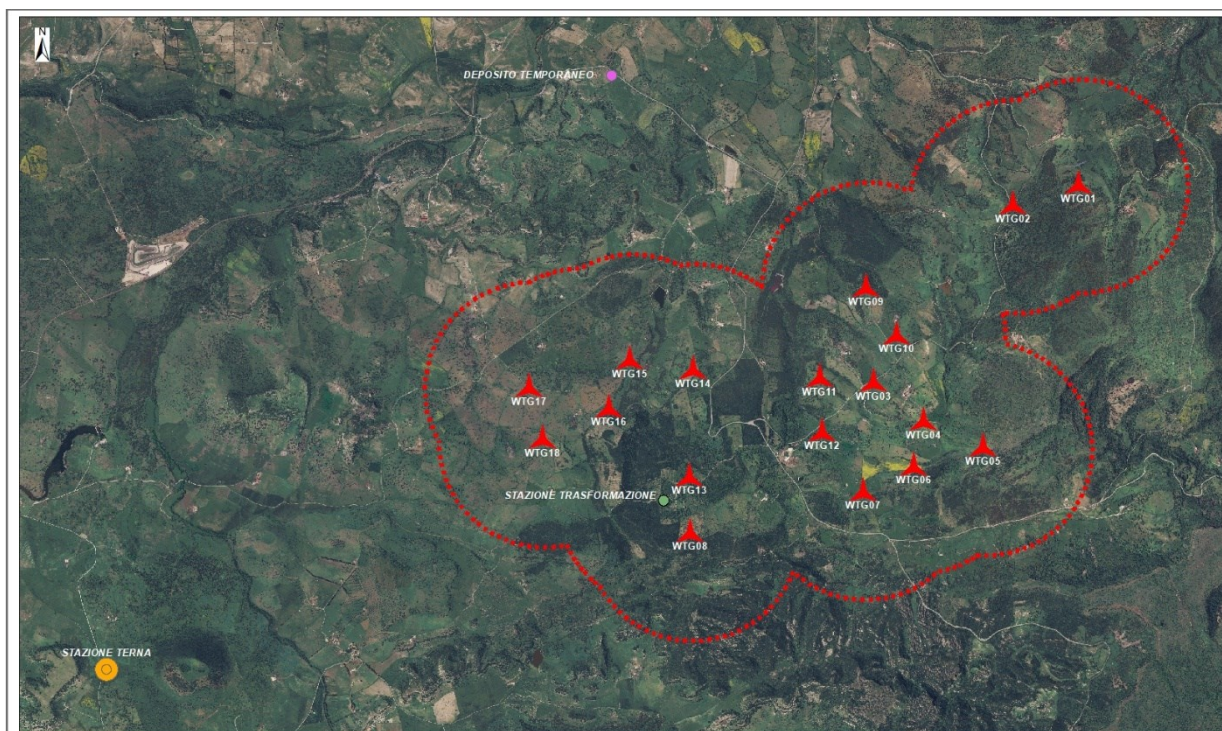 N
DEPOSITO TEMPORANEO
WTG01
WTG02
WTG09
WTG10
WTG15
WTG14
WTG11
WTG03
WTG17
WTG16
WTG04
WTG12
WTG18
WTG05
WTG06
WTG13
STAZIONE TRASFORMAZIONE
WTG07
WTG08
STAZIONE TERNA